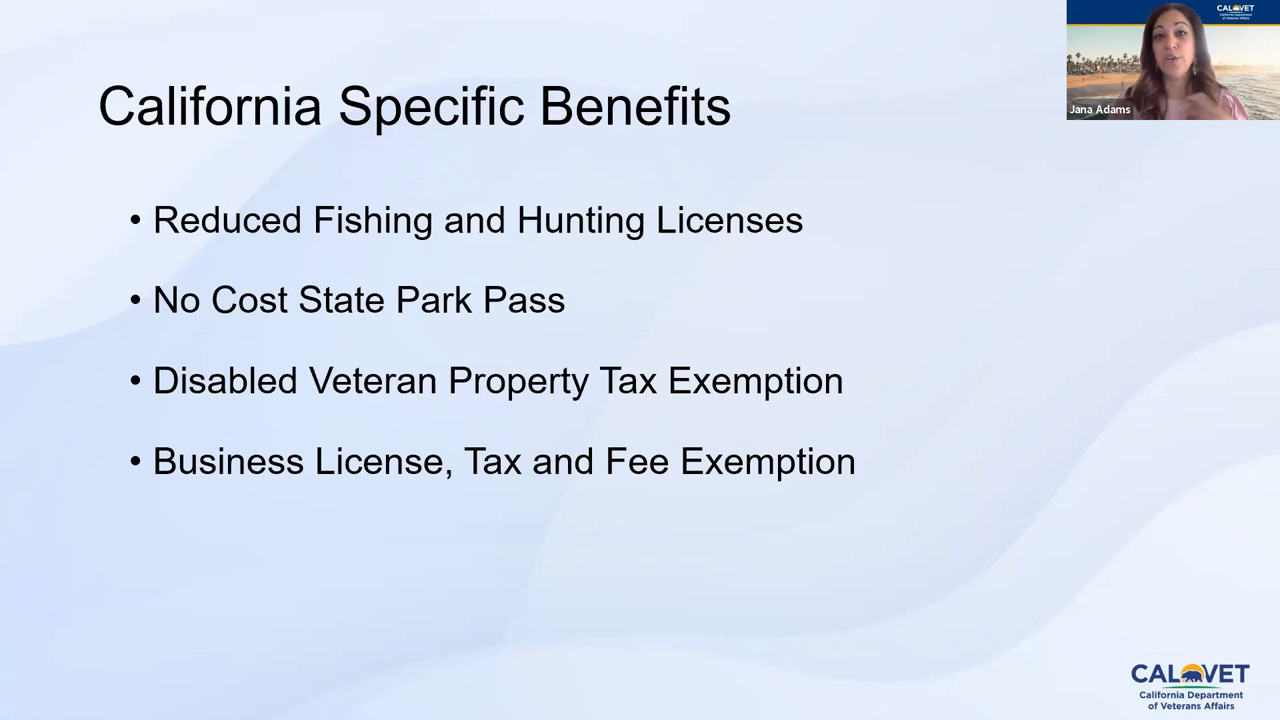 California Specific Benefits
• Reduced Fishing and Hunting Licenses
• No Cost State Park Pass
• Disabled Veteran Property Tax Exemption
• Business License, Tax and Fee Exemption
CALVET
Jana Adams
CALVET
California Department
of Veterans Affairs